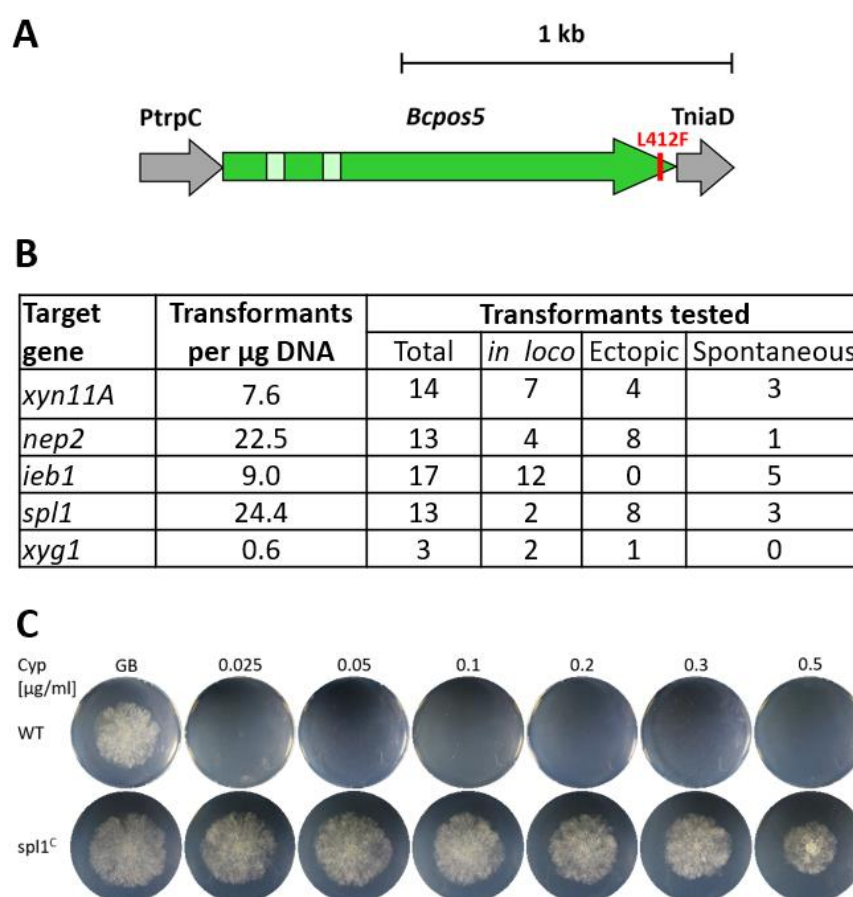 A
1 kb
PtrpC Bcpos5 TniaD
L412F
B
Target gene Transformants per µg DNA Transformants tested
Total in loco Ectopic Spontaneous
xyn11A 7.6 14 7 4 3
nep2 22.5 13 4 8 1
ieb1 9.0 17 12 0 5
spl1 24.4 13 2 8 3
xyg1 0.6 3 2 1 0
C
Cyp GB 0.025 0.05 0.1 0.2 0.3 0.5
[µg/ml]
WT
spl1ᶜ